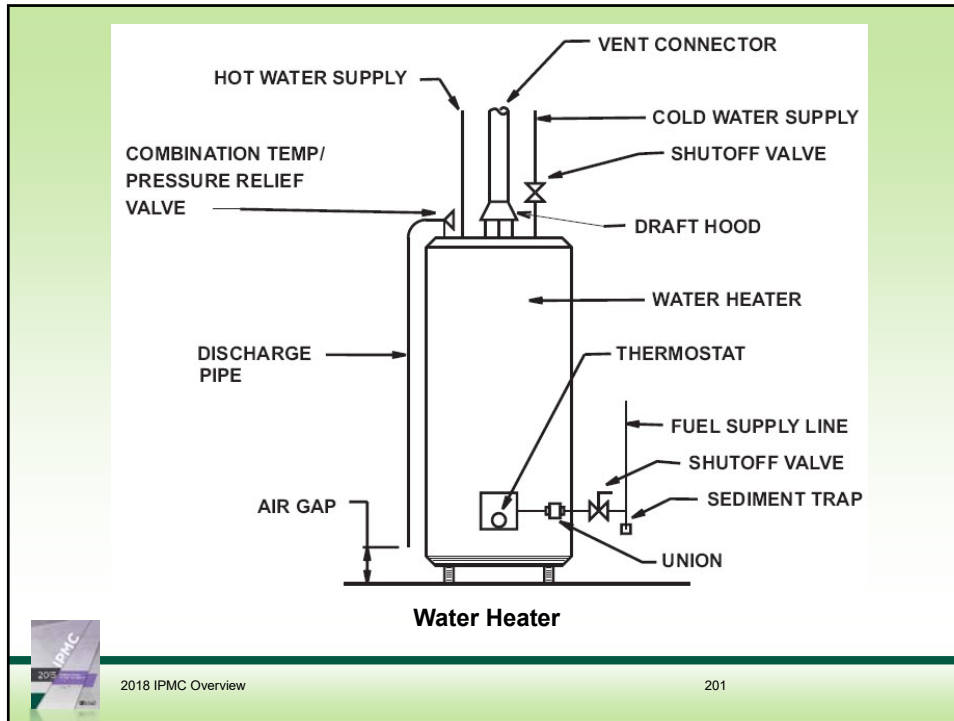 VENT CONNECTOR
HOT WATER SUPPLY
COLD WATER SUPPLY
COMBINATION TEMP/
PRESSURE RELIEF
VALVE
SHUTOFF VALVE
DRAFT HOOD
WATER HEATER
DISCHARGE
PIPE
THERMOSTAT
FUEL SUPPLY LINE
SHUTOFF VALVE
SEDIMENT TRAP
AIR GAP
UNION
Water Heater
IPMC
2018 IPMC Overview
201